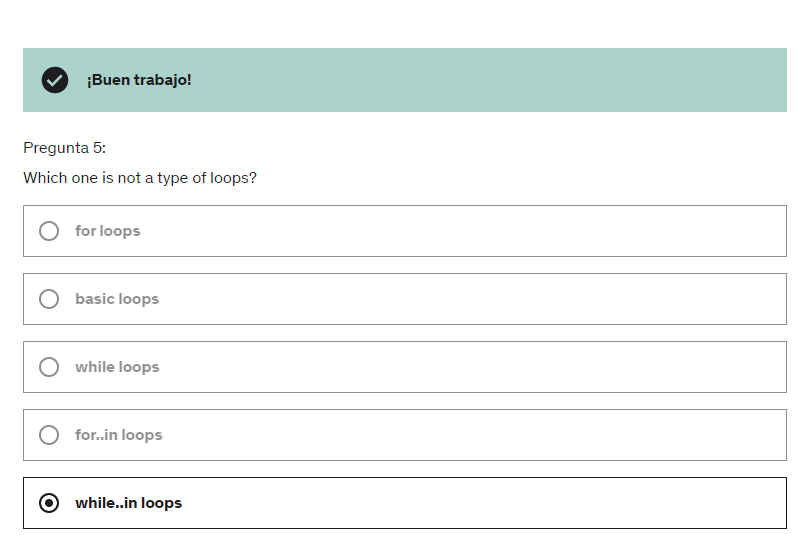 ¡Buen trabajo!
Pregunta 5:
Which one is not a type of loops?
for loops
basic loops
while loops
for..in loops
while..in loops